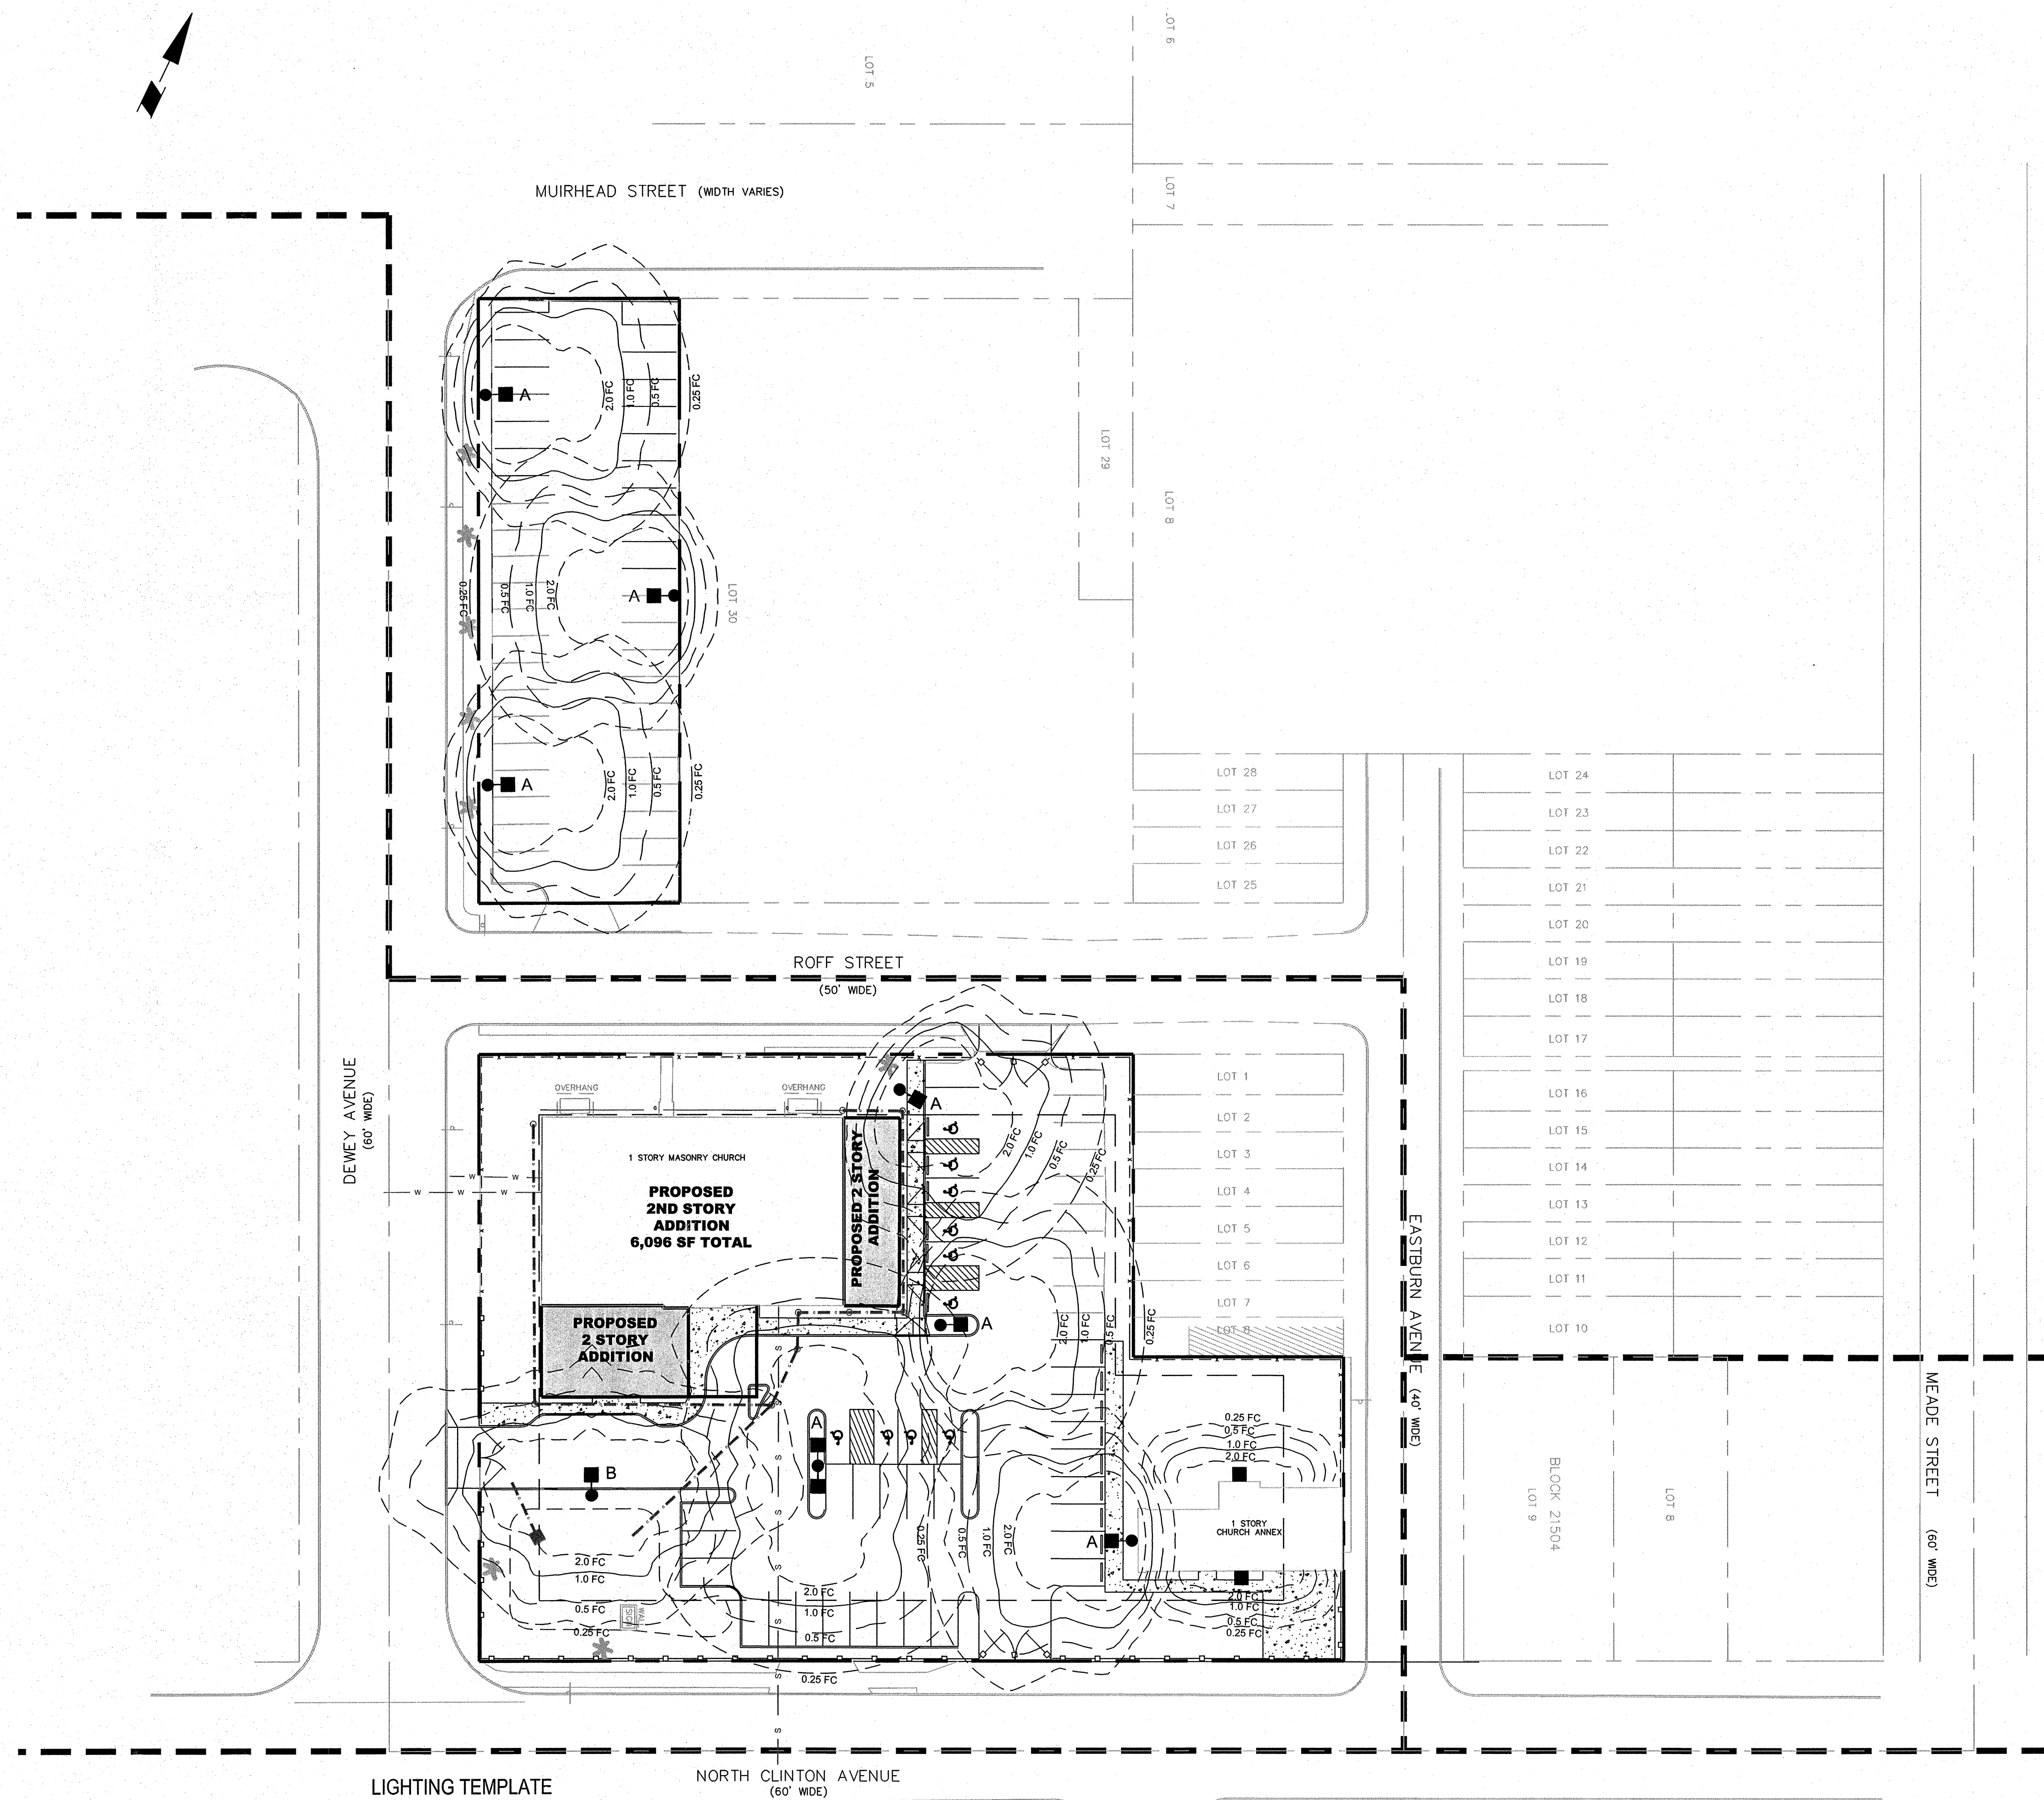 LOT 6
LOT 5
LOT 7
MUIRHEAD STREET (WIDTH VARIES)
A
2.0 FC
1.0 FC
0.5 FC
0.25 FC
LOT 29
LOT 8
0.25 FC
0.5 FC
1.0 FC
2.0 FC
A
LOT 30
A
2.0 FC
1.0 FC
0.5 FC
0.25 FC
LOT 28
LOT 27
LOT 26
LOT 25
LOT 24
LOT 23
LOT 22
LOT 21
LOT 20
LOT 19
LOT 18
LOT 17
LOT 16
LOT 15
LOT 14
LOT 13
LOT 12
LOT 11
LOT 10
ROFF STREET
(50' WIDE)
DEWEY AVENUE
(60' WIDE)
OVERHANG
OVERHANG
1 STORY MASONRY CHURCH
PROPOSED
2ND STORY
ADDITION
6,096 SF TOTAL
PROPOSED 2 STORY
ADDITION
A
2.0 FC
1.0 FC
0.5 FC
0.25 FC
LOT 1
LOT 2
LOT 3
LOT 4
LOT 5
LOT 6
LOT 7
LOT 8
W
W
W
W
W
PROPOSED
2 STORY
ADDITION
A
2.0 FC
1.0 FC
0.5 FC
0.25 FC
EASTBURN AVENUE (40' WIDE)
MEADE STREET (60' WIDE)
BLOCK 21504
LOT 9
LOT 8
A
B
0.25 FC
0.5 FC
1.0 FC
2.0 FC
1 STORY
CHURCH ANNEX
A
0.25 FC
0.5 FC
1.0 FC
2.0 FC
2.0 FC
1.0 FC
0.5 FC
0.25 FC
WALL
SIGN
2.0 FC
1.0 FC
0.5 FC
0.25 FC
2.0 FC
1.0 FC
0.5 FC
0.25 FC
S
S
S
S
S
S
S
S
NORTH CLINTON AVENUE
(60' WIDE)
LIGHTING TEMPLATE